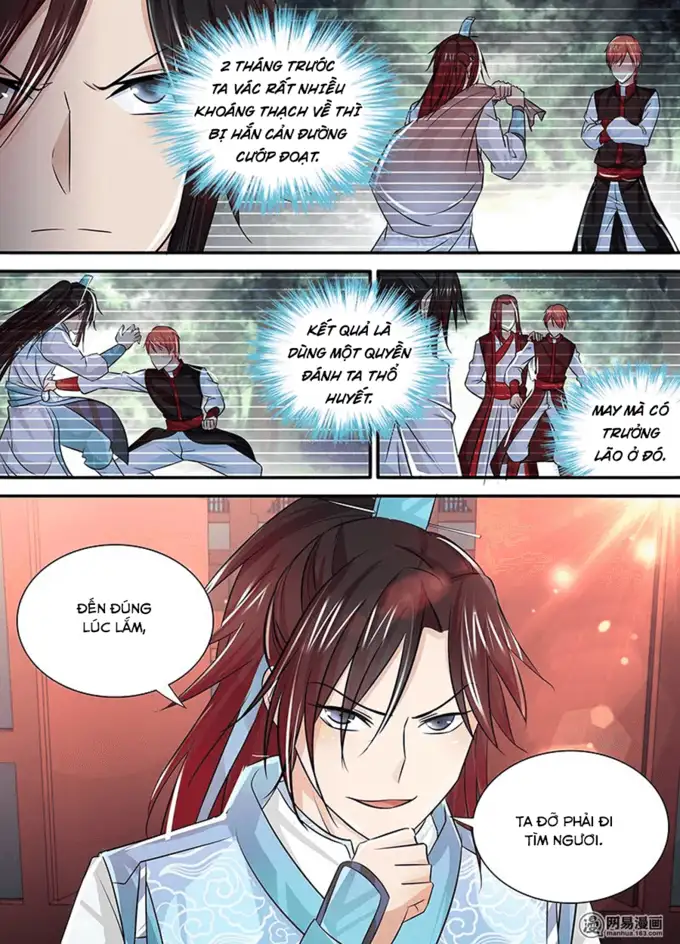 2 THÁNG TRƯỚC
TA VÁC RẤT NHIỀU
KHOÁNG THẠCH VỀ THÌ
BỊ HẮN CẢN ĐƯỜNG
CƯỚP ĐOẠT.
KẾT QUẢ LÀ
DÙNG MỘT QUYỀN
ĐÁNH TA THỔ
HUYẾT.
MAY MÀ CÓ
TRƯỞNG
LÃO Ở ĐÓ.
ĐẾN ĐÚNG
LÚC LẮM,
TA ĐỠ PHẢI ĐI
TÌM NGƯƠI.
网易漫画
manhua.163.com